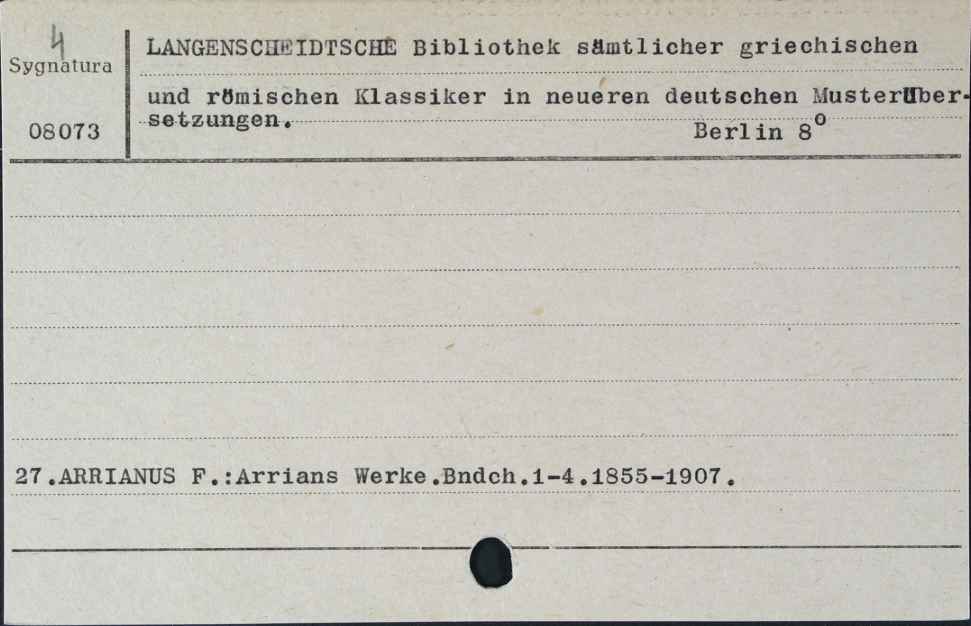 4
Sygnatura
08073
LANGENSCHEIDTSCHE Bibliothek sämtlicher griechischen
und römischen Klassiker in neueren deutschen Musterüber-
setzungen.
Berlin 8º
27.ARRIANUS F.:Arrians Werke.Bndch.1-4.1855-1907.